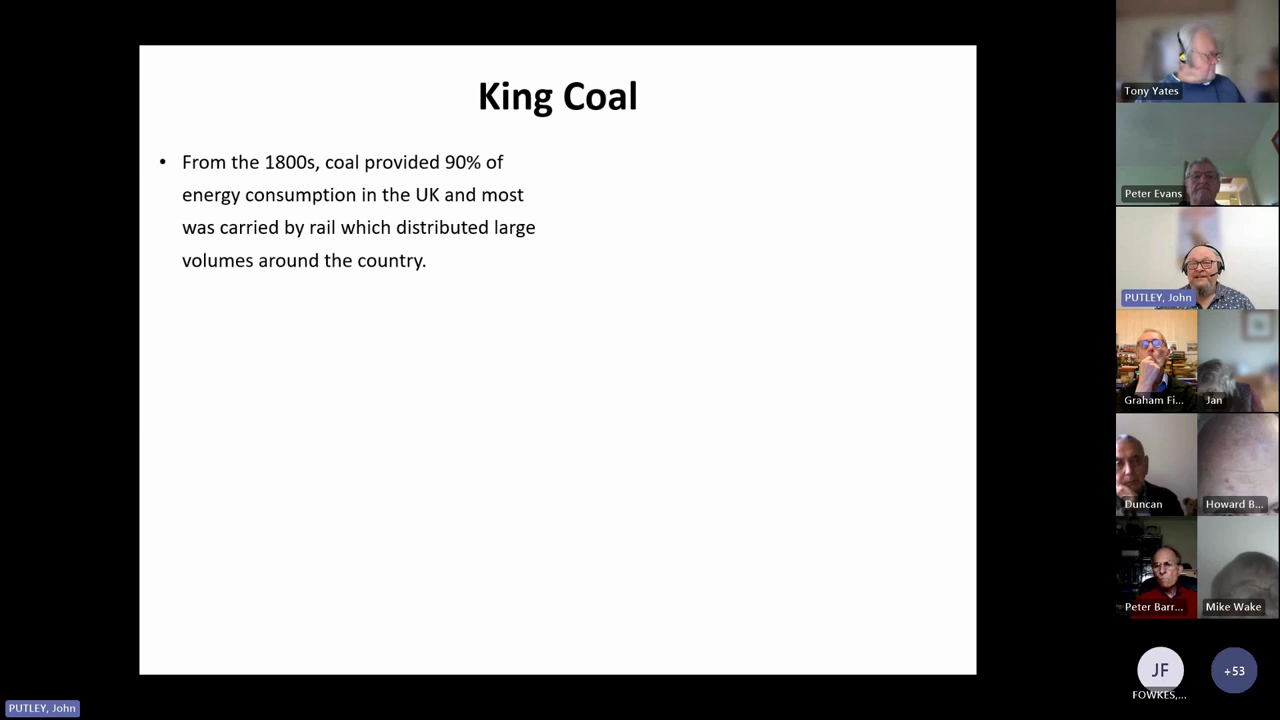 King Coal
• From the 1800s, coal provided 90% of
energy consumption in the UK and most
was carried by rail which distributed large
volumes around the country.
Tony Yates
Peter Evans
PUTLEY, John
Graham Fi...
Jan
Duncan
Howard B...
Peter Barr...
Mike Wake
JF
FOWKES,...
+53
PUTLEY, John